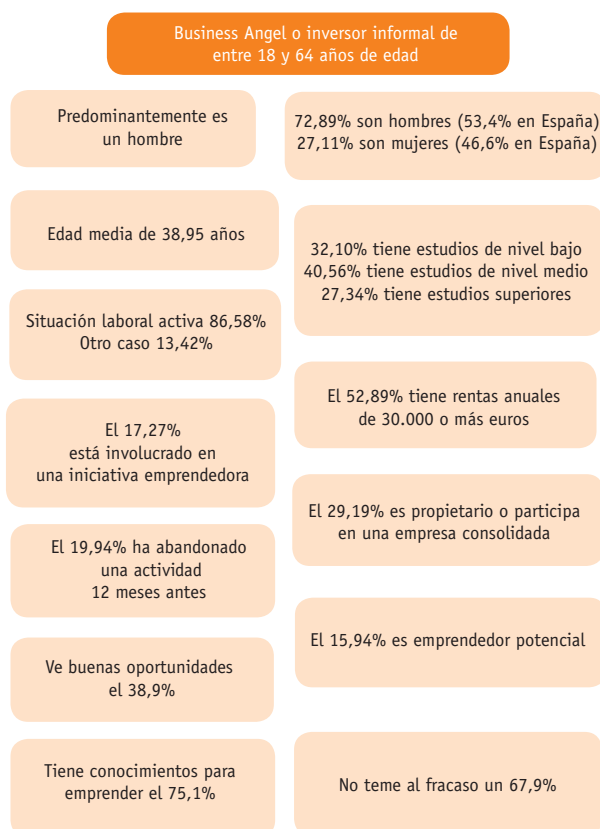 Business Angel o inversor informal de
entre 18 y 64 años de edad
Predominantemente es
un hombre
72,89% son hombres (53,4% en España)
27,11% son mujeres (46,6% en España)
Edad media de 38,95 años
32,10% tiene estudios de nivel bajo
40,56% tiene estudios de nivel medio
27,34% tiene estudios superiores
Situación laboral activa 86,58%
Otro caso 13,42%
El 52,89% tiene rentas anuales
de 30.000 o más euros
El 17,27%
está involucrado en
una iniciativa emprendedora
El 29,19% es propietario o participa
en una empresa consolidada
El 19,94% ha abandonado
una actividad
12 meses antes
El 15,94% es emprendedor potencial
Ve buenas oportunidades
el 38,9%
Tiene conocimientos para
emprender el 75,1%
No teme al fracaso un 67,9%